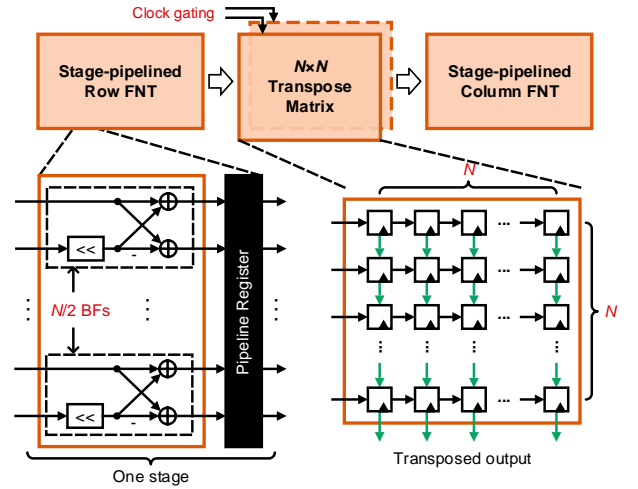 Clock gating
Stage-pipelined
Row FNT
N×N
Transpose
Matrix
Stage-pipelined
Column FNT
<<
-
N/2 BFs
<<
-
Pipeline Register
One stage
N
...
...
...
...
N
Transposed output